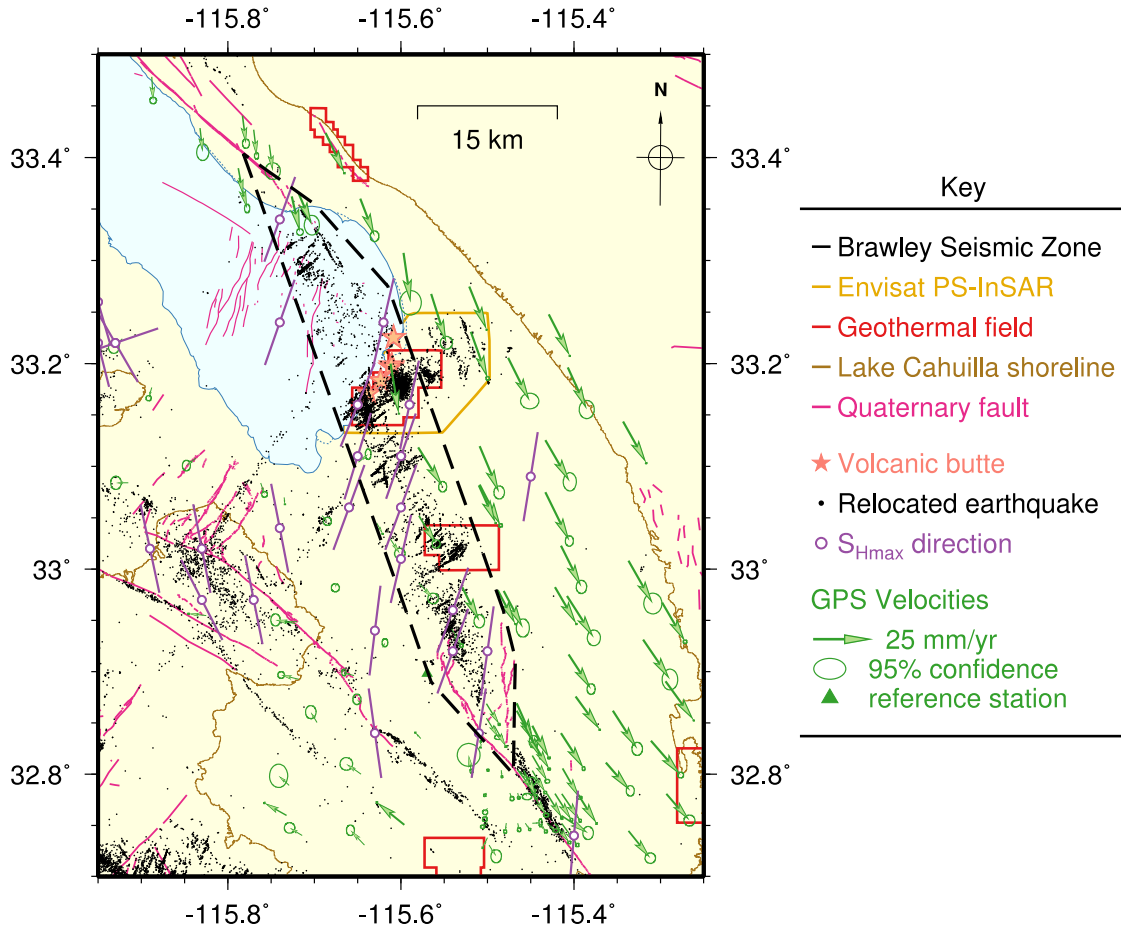 -115.8˚ -115.6˚ -115.4˚
N
15 km
33.4˚ 33.4˚
33.2˚ 33.2˚
33˚ 33˚
32.8˚ 32.8˚
-115.8˚ -115.6˚ -115.4˚
Key
Brawley Seismic Zone
Envisat PS-InSAR
Geothermal field
Lake Cahuilla shoreline
Quaternary fault
Volcanic butte
Relocated earthquake
SHmax direction
GPS Velocities
25 mm/yr
95% confidence
reference station